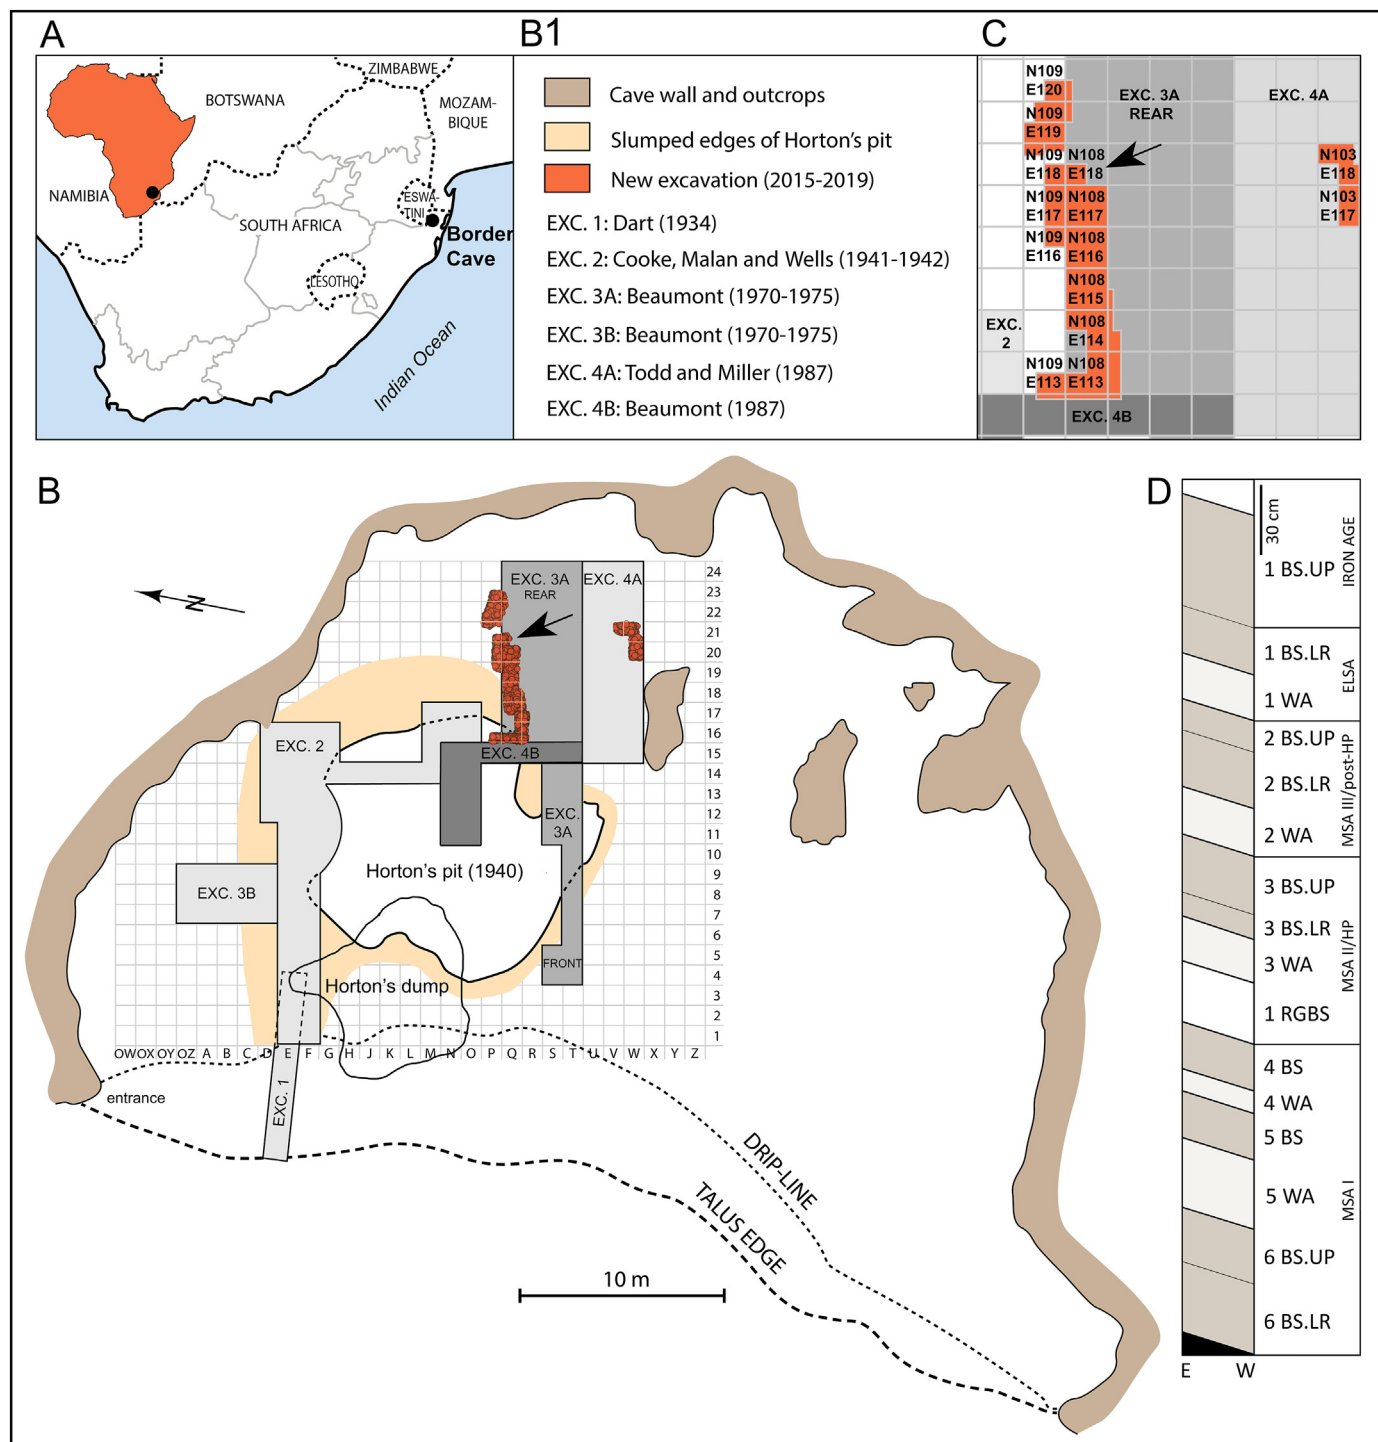 A
ZIMBABWE
BOTSWANA
MOZAM-
BIQUE
NAMIBIA
ESWA-
TINI
SOUTH AFRICA
Border
Cave
LESOTHO
Indian Ocean
B1
Cave wall and outcrops
Slumped edges of Horton's pit
New excavation (2015-2019)
EXC. 1: Dart (1934)
EXC. 2: Cooke, Malan and Wells (1941-1942)
EXC. 3A: Beaumont (1970-1975)
EXC. 3B: Beaumont (1970-1975)
EXC. 4A: Todd and Miller (1987)
EXC. 4B: Beaumont (1987)
C
N109
E120
EXC. 3A
REAR
EXC. 4A
N109
E119
N109 N108
E118 E118
N103
E118
N109 N108
E117 E117
N103
E117
N109 N108
E116 E116
N108
E115
EXC.
2
N108
E114
N109 N108
E113 E113
EXC. 4B
B
N
EXC. 3A
REAR
EXC. 4A
24
23
22
21
20
19
18
17
16
15
14
13
12
11
10
9
8
7
6
5
4
3
2
1
EXC. 2
EXC. 4B
EXC.
3A
Horton's pit (1940)
EXC. 3B
FRONT
Horton's dump
OW OX OY OZ A B C D E F G H J K L M N O P Q R S T U V W X Y Z
entrance
EXC. 1
DRIP-LINE
TALUS EDGE
10 m
D
30 cm
1 BS.UP
IRON AGE
1 BS.LR
1 WA
ELSA
2 BS.UP
2 BS.LR
2 WA
MSA III/post-HP
3 BS.UP
3 BS.LR
3 WA
1 RGBS
MSA II/HP
4 BS
4 WA
5 BS
5 WA
6 BS.UP
6 BS.LR
MSA I
E W